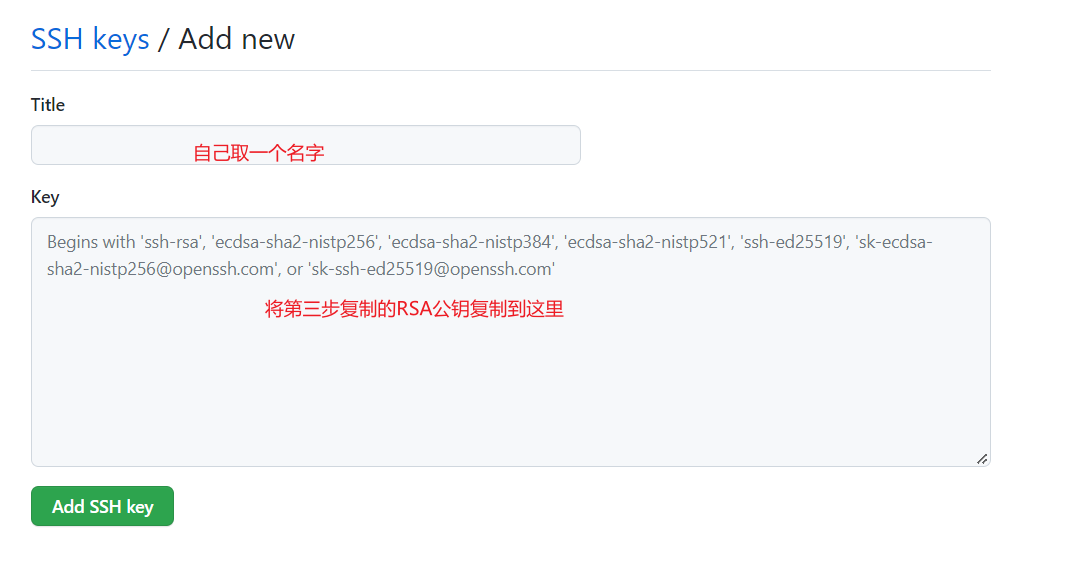 SSH keys / Add new
Title
自己取一个名字
Key
Begins with 'ssh-rsa', 'ecdsa-sha2-nistp256', 'ecdsa-sha2-nistp384', 'ecdsa-sha2-nistp521', 'ssh-ed25519', 'sk-ecdsa-
sha2-nistp256@openssh.com', or 'sk-ssh-ed25519@openssh.com'
将第三步复制的RSA公钥复制到这里
Add SSH key